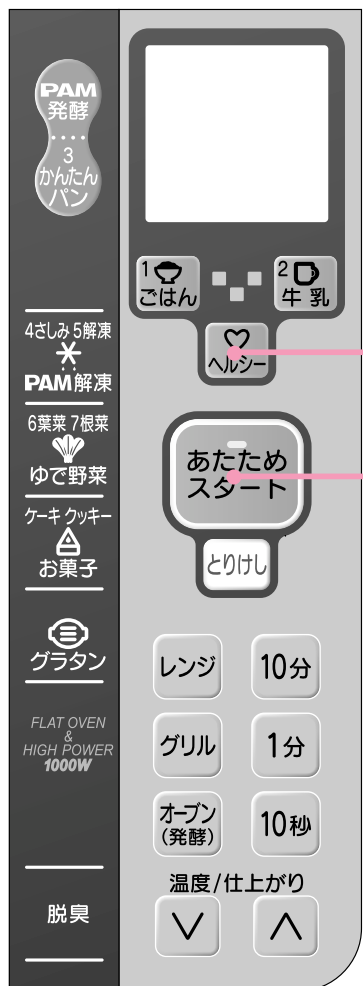 PAM
発酵
3
かんたん
パン
1
ごはん
2
牛乳
ヘルシー
4さしみ 5解凍
PAM解凍
6葉菜 7根菜
ゆで野菜
ケーキ クッキー
お菓子
グラタン
FLAT OVEN
&
HIGH POWER
1000W
脱臭
あたため
スタート
とりけし
レンジ
10分
グリル
1分
オーブン
(発酵)
10秒
温度/仕上がり